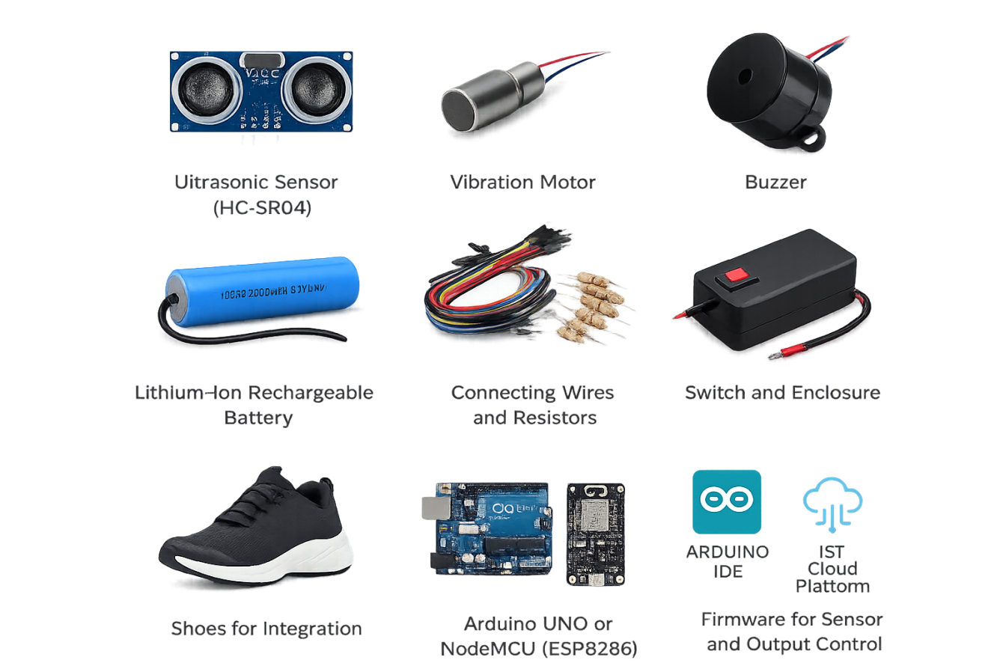 Uitrasonic Sensor
(HC-SR04)
Vibration Motor
Buzzer
Lithium-Ion Rechargeable
Battery
Connecting Wires
and Resistors
Switch and Enclosure
Shoes for Integration
Arduino UNO or
NodeMCU (ESP8286)
ARDUINO
IDE
IST
Cloud
Plattorm
Firmware for Sensor
and Output Control